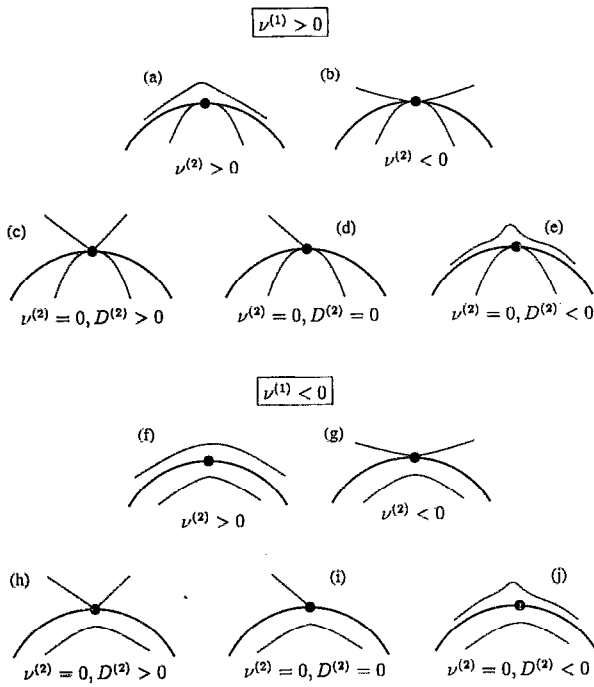 ν^(1) > 0
(a) (b)
ν^(2) > 0 ν^(2) < 0
(c) (d) (e)
ν^(2) = 0, D^(2) > 0 ν^(2) = 0, D^(2) = 0 ν^(2) = 0, D^(2) < 0
ν^(1) < 0
(f) (g)
ν^(2) > 0 ν^(2) < 0
(h) (i) (j)
ν^(2) = 0, D^(2) > 0 ν^(2) = 0, D^(2) = 0 ν^(2) = 0, D^(2) < 0